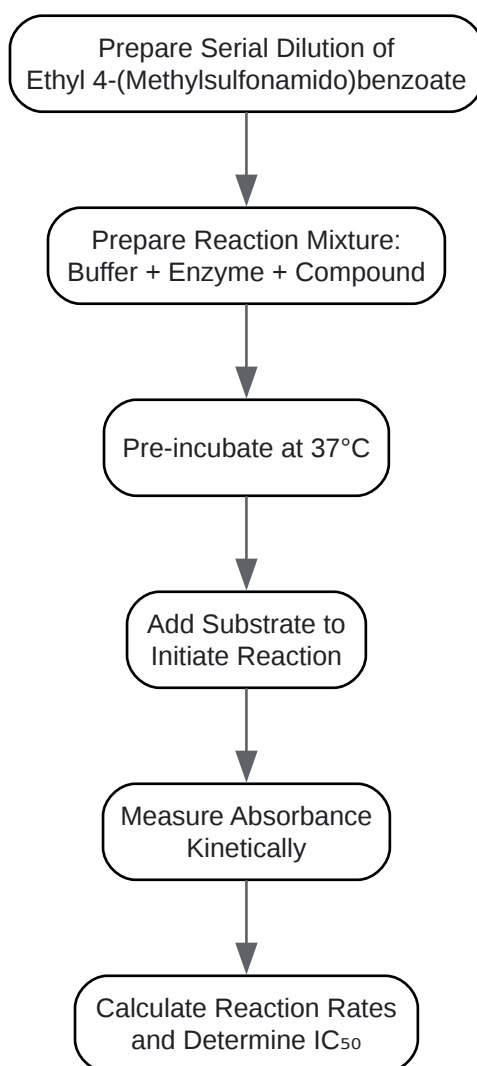 Prepare Serial Dilution of
Ethyl 4-(Methylsulfonamido)benzoate
Prepare Reaction Mixture:
Buffer + Enzyme + Compound
Pre-incubate at 37°C
Add Substrate to
Initiate Reaction
Measure Absorbance
Kinetically
Calculate Reaction Rates
and Determine IC₅₀